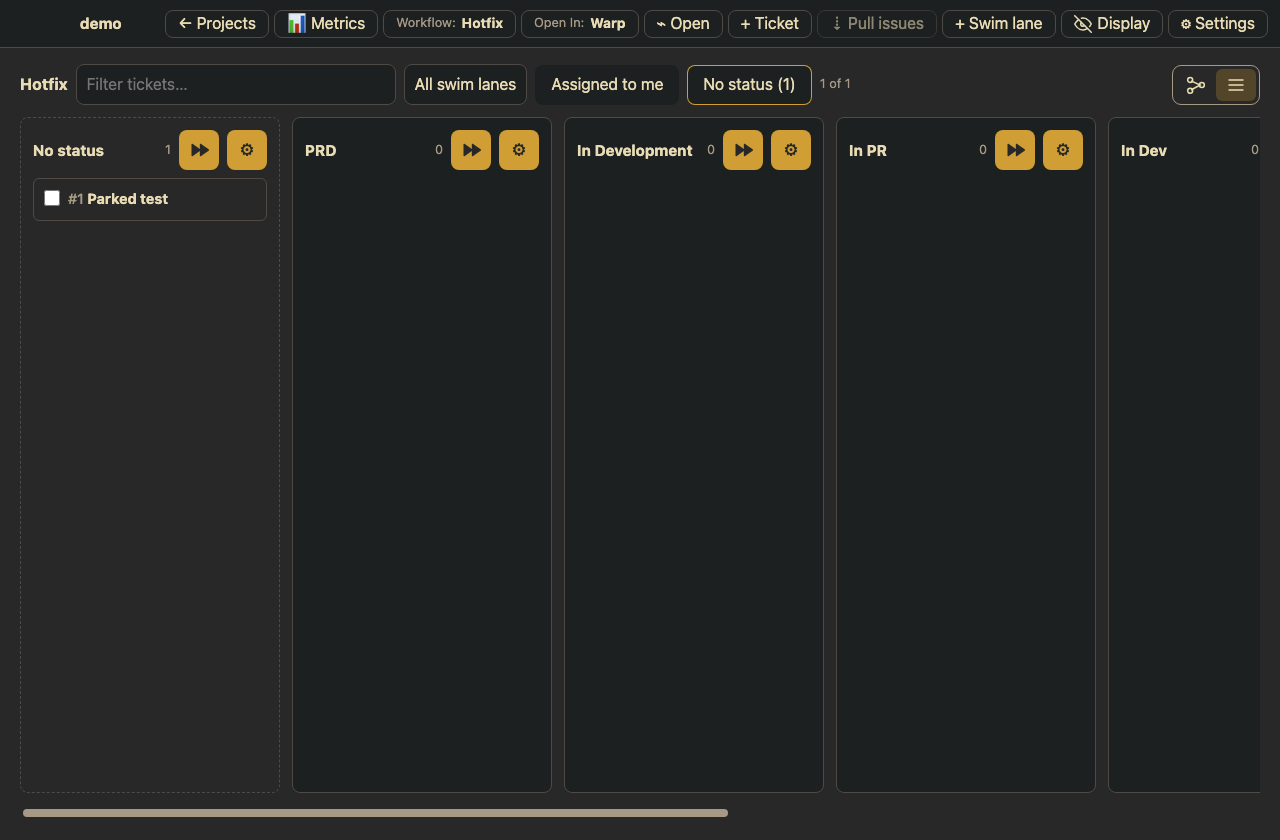 demo
← Projects
Metrics
Workflow: Hotfix
Open In: Warp
Open
+ Ticket
Pull issues
+ Swim lane
Display
Settings
Hotfix
Filter tickets...
All swim lanes
Assigned to me
No status (1)
1 of 1
No status 1
#1 Parked test
PRD 0
In Development 0
In PR 0
In Dev 0